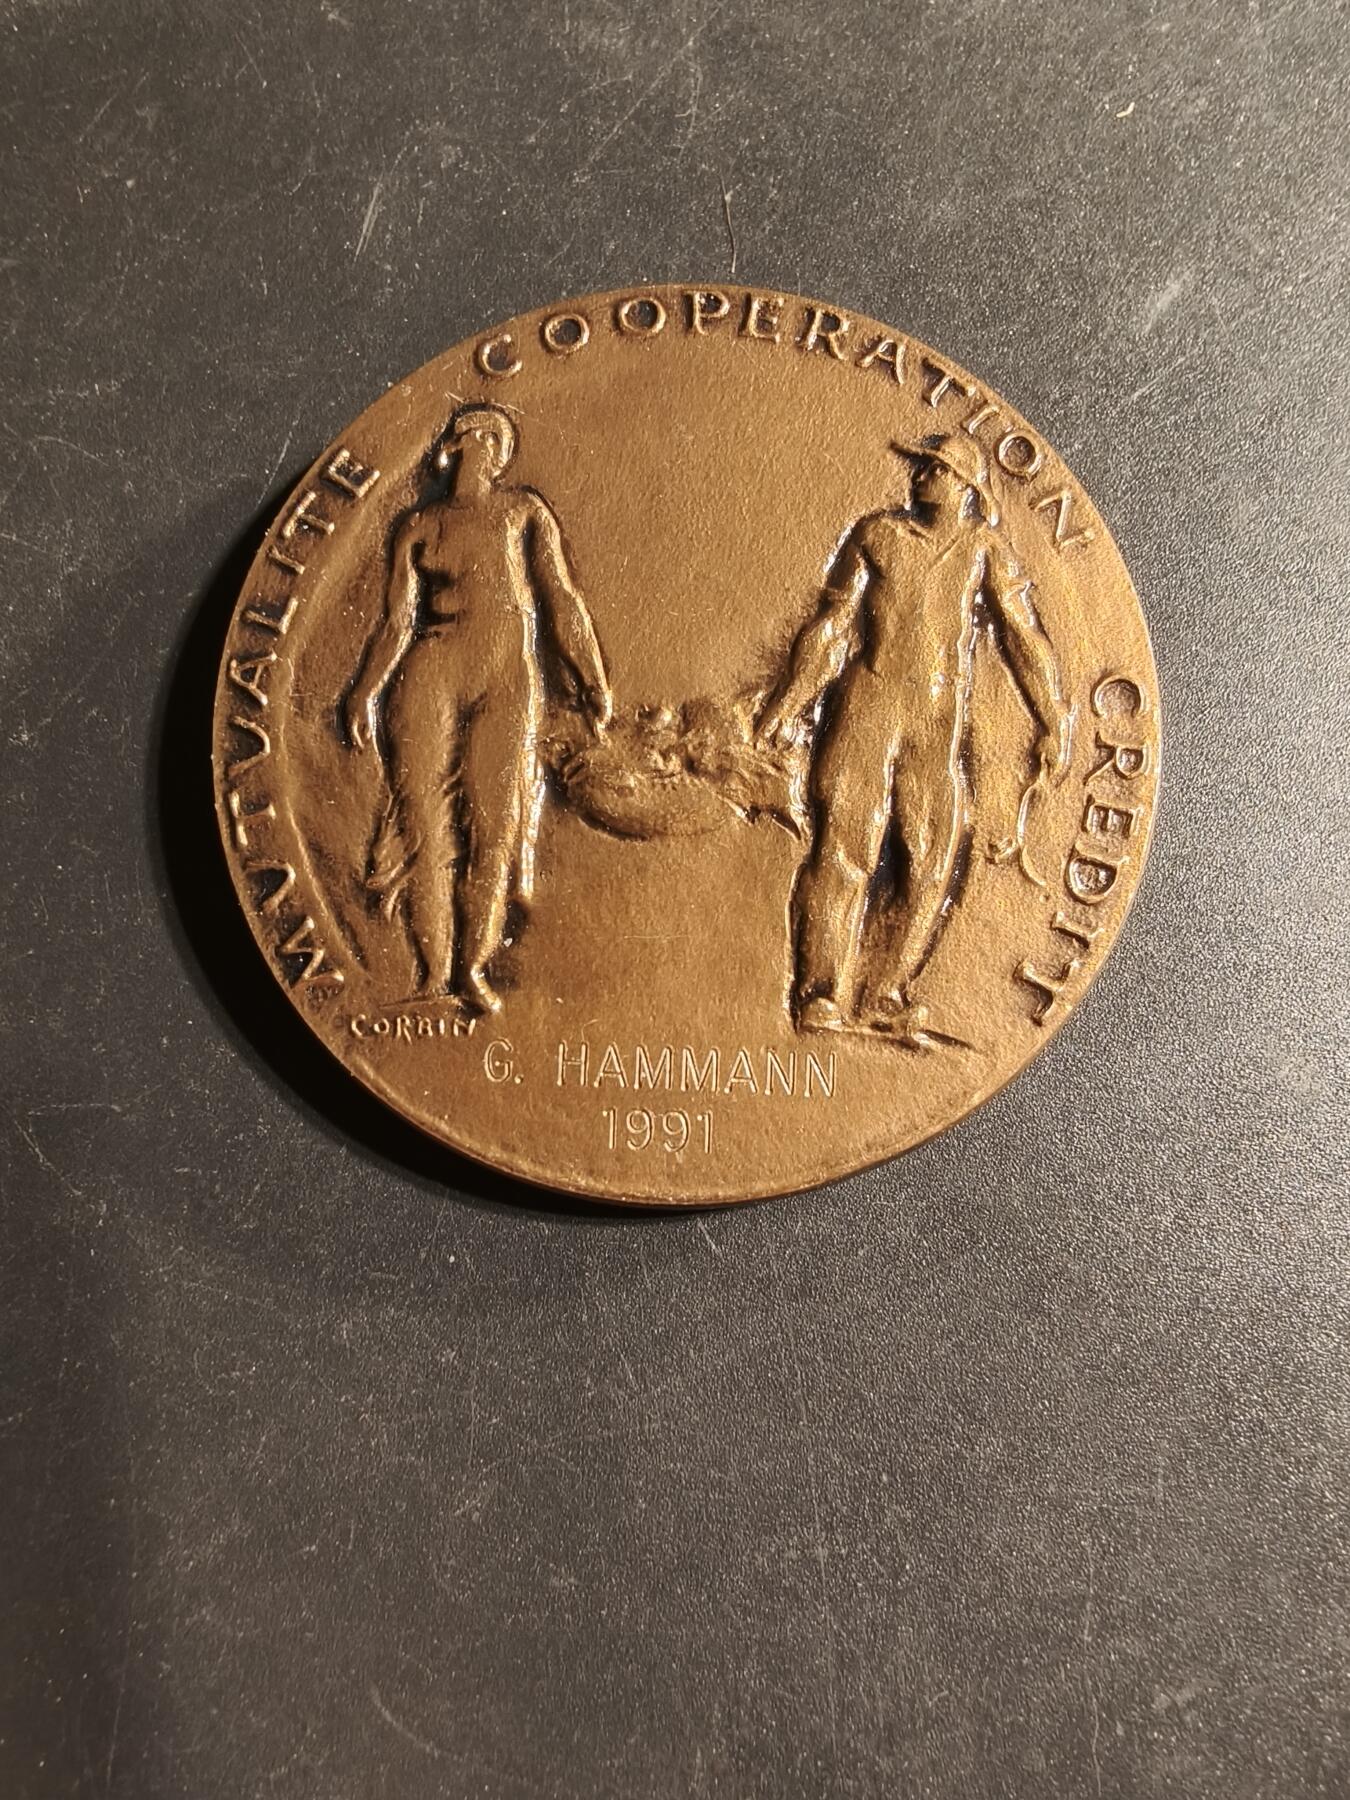 MVTVALITE
COOPERATION
CREDIT
CORBIN
G. HAMMANN
1991